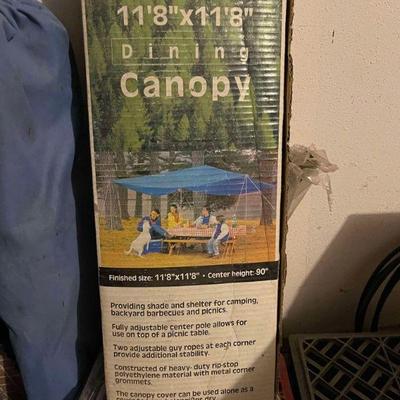 11'8"x11'8"
Dining
Canopy
Finished size: 11'8"x11'8" • Center height: 90"
Providing shade and shelter for camping,
backyard barbecues and picnics.
Fully adjustable center pole allows for
use on top of a picnic table.
Two adjustable guy ropes at each corner
provide additional stability.
Constructed of heavy-duty rip-stop
polyethylene material with metal corner
grommets.
The canopy cover can be used alone as a